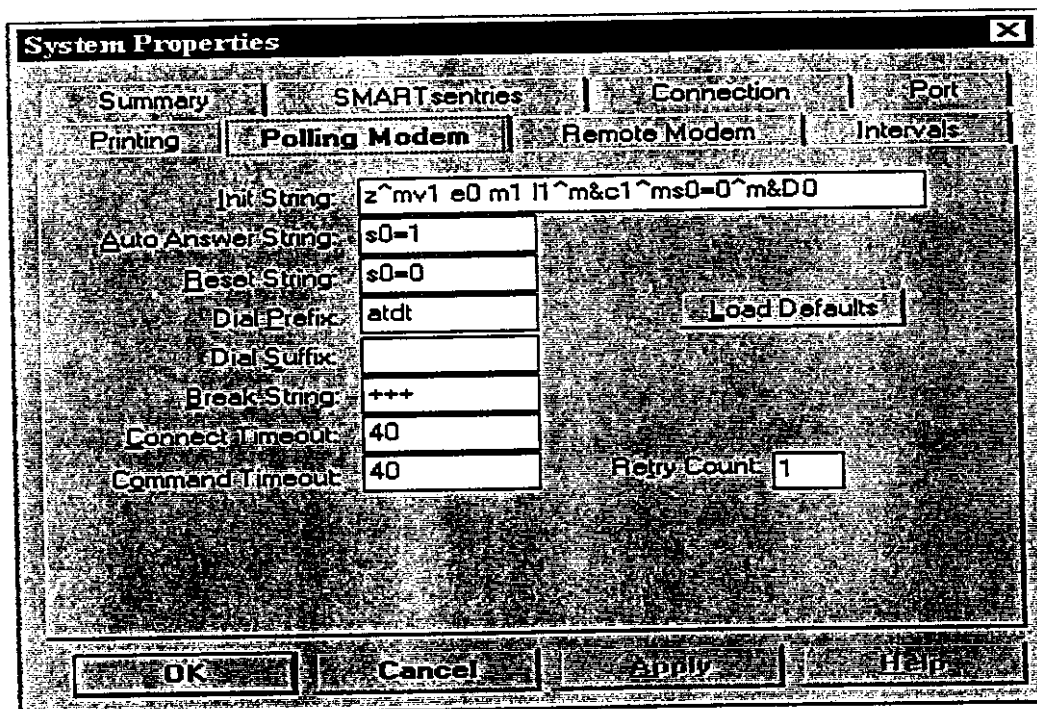 System Properties
Summary SMARTsentries Connection Port
Printing Polling Modem Remote Modem Intervals
Init String: z^mv1 e0 m1 l1^m&c1^ms0=0^m&D0
Auto Answer String: s0=1
Reset String: s0=0
Dial Prefix: atdt
Load Defaults
Dial Suffix:
Break String: +++
Connect Timeout: 40
Command Timeout: 40 Retry Count: 1
OK Cancel Apply Help